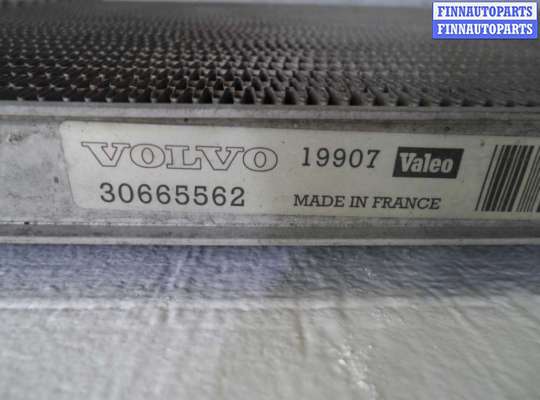 FINNAUTOPARTS
FINNAUTOPARTS
VOLVO 19907 Valeo
30665562 MADE IN FRANCE